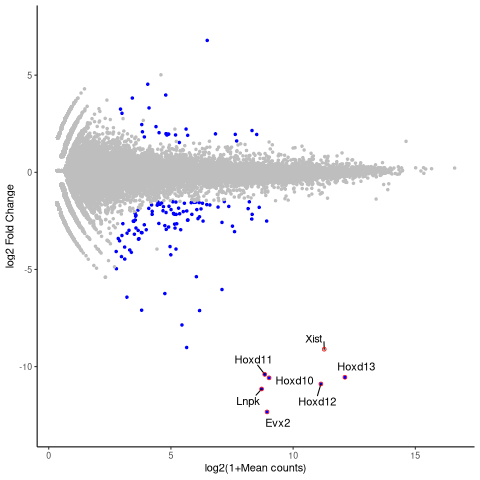 5
0
-5
-10
log2 Fold Change
Xist
Hoxd11
Hoxd13
Hoxd10
Lnpk
Hoxd12
Evx2
0
5
10
15
log2(1+Mean counts)